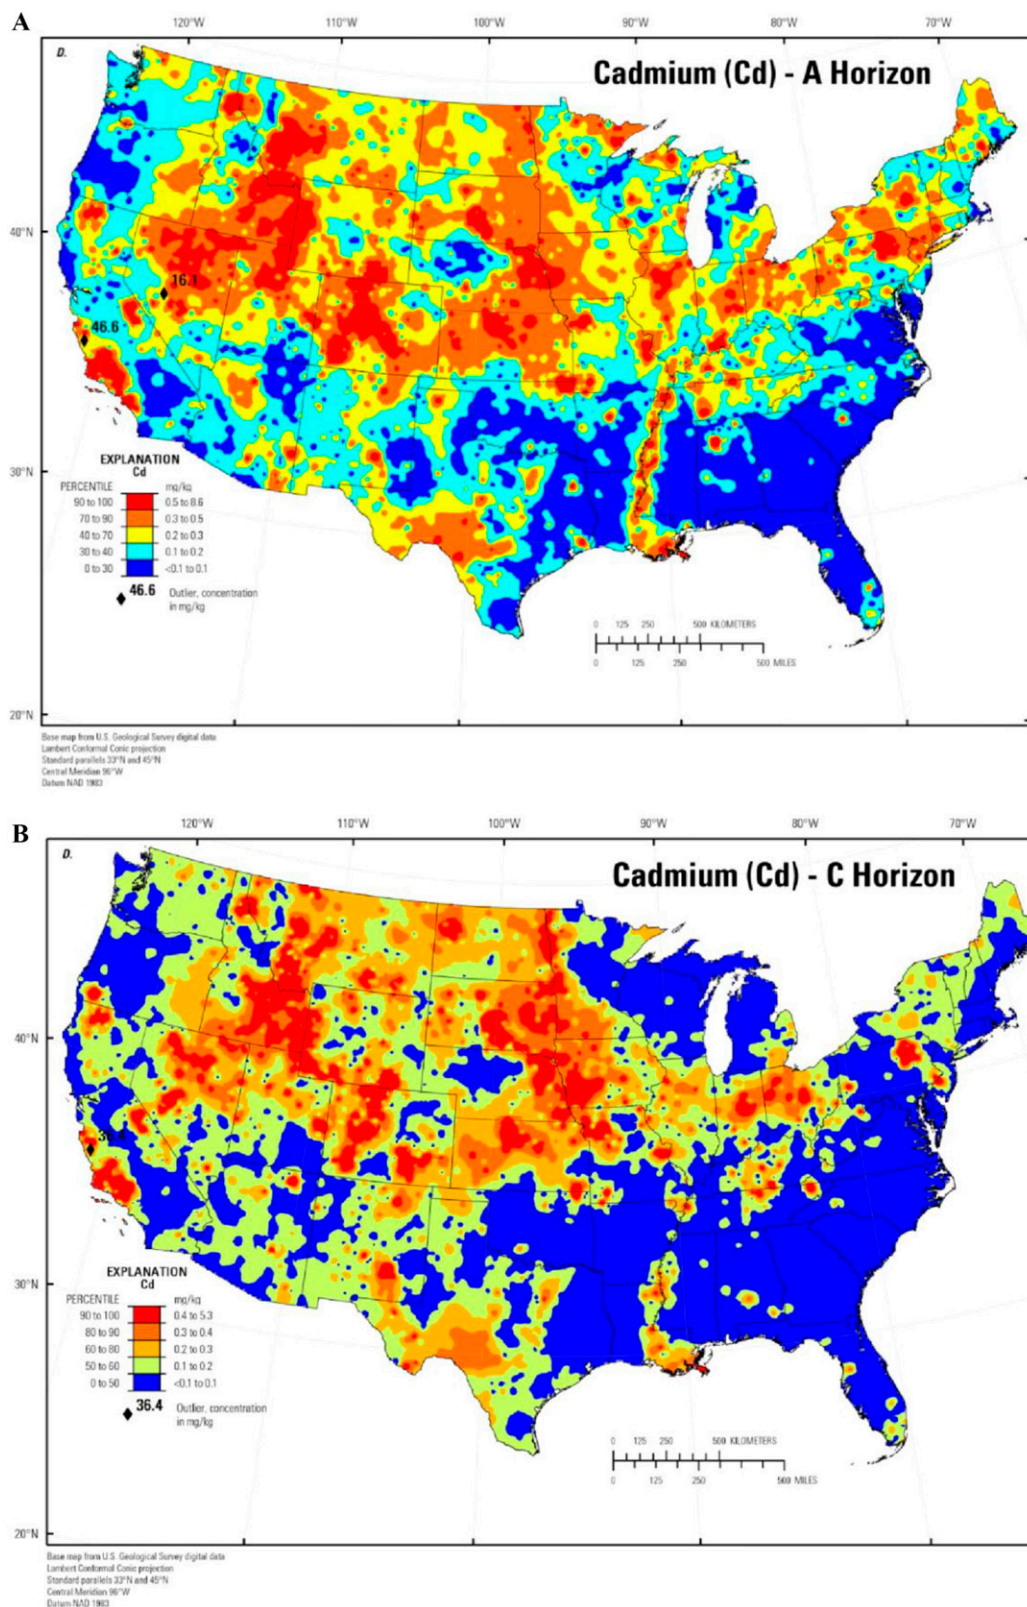 A
120°W 110°W 100°W 90°W 80°W 70°W
D.
Cadmium (Cd) - A Horizon
40°N
16.1
46.6
30°N
EXPLANATION
Cd
PERCENTILE mg/kg
90 to 100 0.5 to 8.6
70 to 90 0.3 to 0.5
40 to 70 0.2 to 0.3
30 to 40 0.1 to 0.2
0 to 30 <0.1 to 0.1
46.6 Outlier, concentration
in mg/kg
0 125 250 500 KILOMETERS
0 125 250 500 MILES
20°N
Base map from U.S. Geological Survey digital data
Lambert Conformal Conic projection
Standard parallels 33°N and 45°N
Central Meridian 96°W
Datum NAD 1983
B
120°W 110°W 100°W 90°W 80°W 70°W
D.
Cadmium (Cd) - C Horizon
40°N
36.4
30°N
EXPLANATION
Cd
PERCENTILE mg/kg
90 to 100 0.4 to 5.3
80 to 90 0.3 to 0.4
60 to 80 0.2 to 0.3
50 to 60 0.1 to 0.2
0 to 50 <0.1 to 0.1
36.4 Outlier, concentration
in mg/kg
0 125 250 500 KILOMETERS
0 125 250 500 MILES
20°N
Base map from U.S. Geological Survey digital data
Lambert Conformal Conic projection
Standard parallels 33°N and 45°N
Central Meridian 96°W
Datum NAD 1983